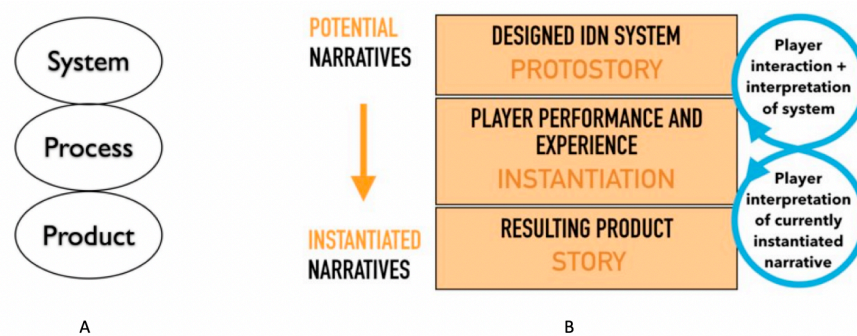 System
Process
Product
A
POTENTIAL
NARRATIVES
INSTANTIATED
NARRATIVES
DESIGNED IDN SYSTEM
PROTOSTORY
PLAYER PERFORMANCE AND
EXPERIENCE
INSTANTIATION
RESULTING PRODUCT
STORY
Player
interaction +
interpretation
of system
Player
interpretation
of currently
instantiated
narrative
B